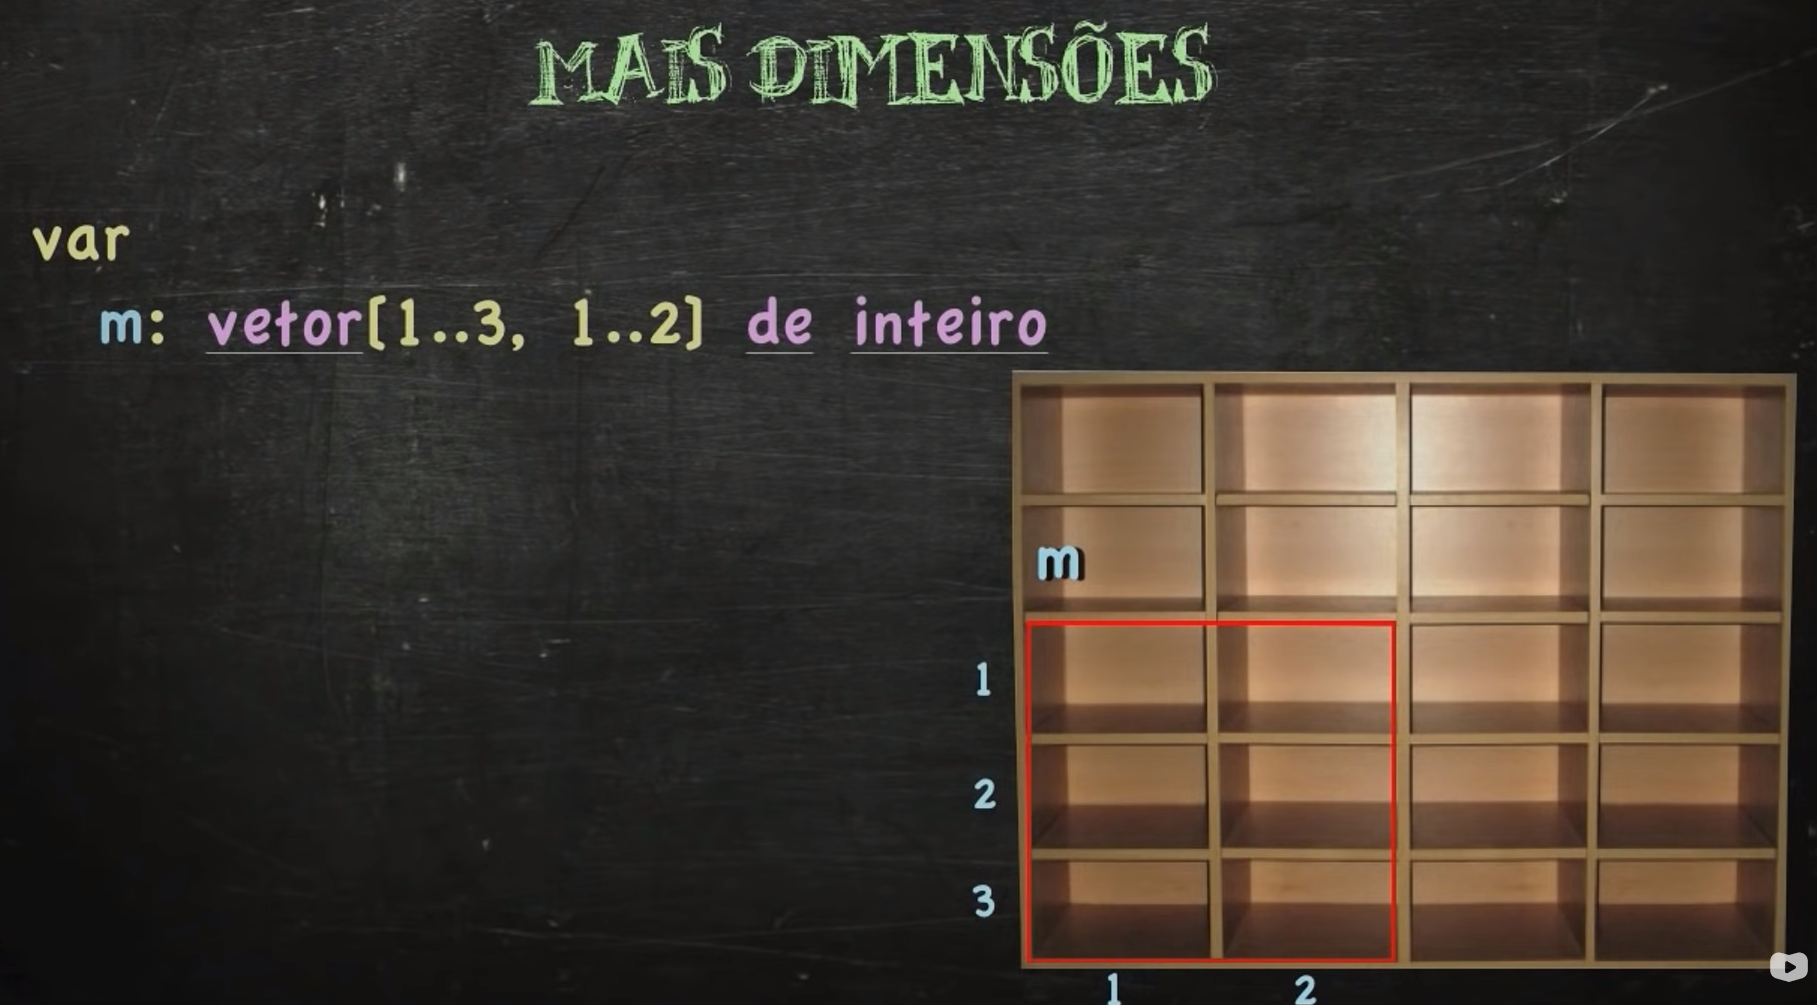 MAIS DIMENSÕES
var
m: vetor[1..3, 1..2] de inteiro
m
1
2
3
1 2